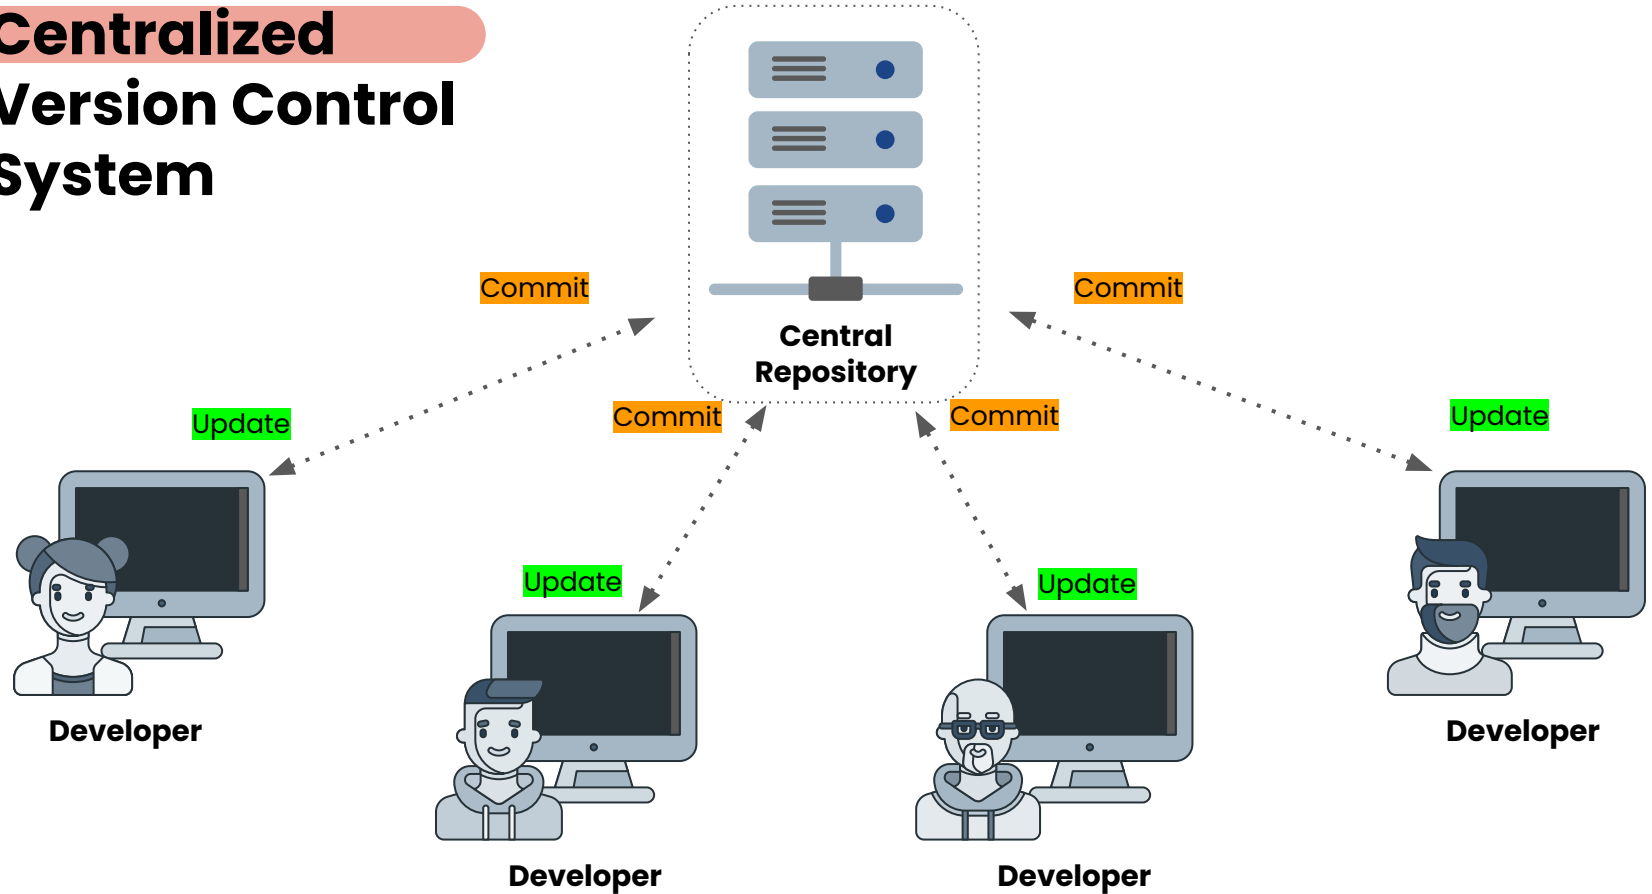 Centralized
Version Control
System
Commit
Commit
Central
Repository
Commit
Commit
Update
Update
Update
Update
Developer
Developer
Developer
Developer